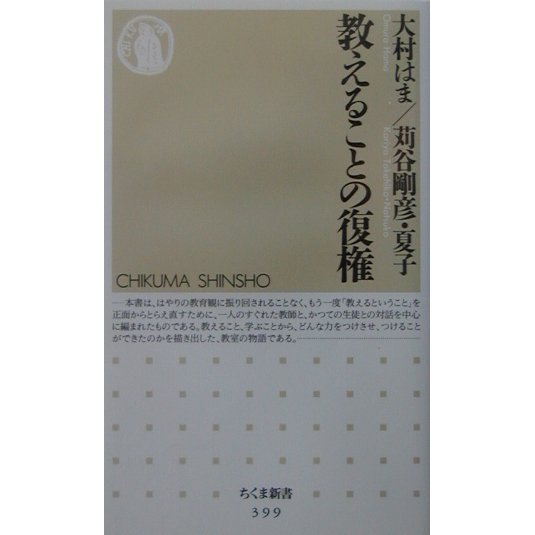 大村はま/苅谷剛彦・夏子
Omura Hama
Kariya Takehiko・Natsuko
教えることの復権
CHIKUMA SHINSHO
──本書は、はやりの教育観に振り回されることなく、もう一度「教えるということ」を
正面からとらえ直すために、一人のすぐれた教師と、かつての生徒との対話を中心
に編まれたものである。教えること、学ぶことから、どんな力をつけさせ、つけること
ができたのかを描き出した、教室の物語である。
ちくま新書
399